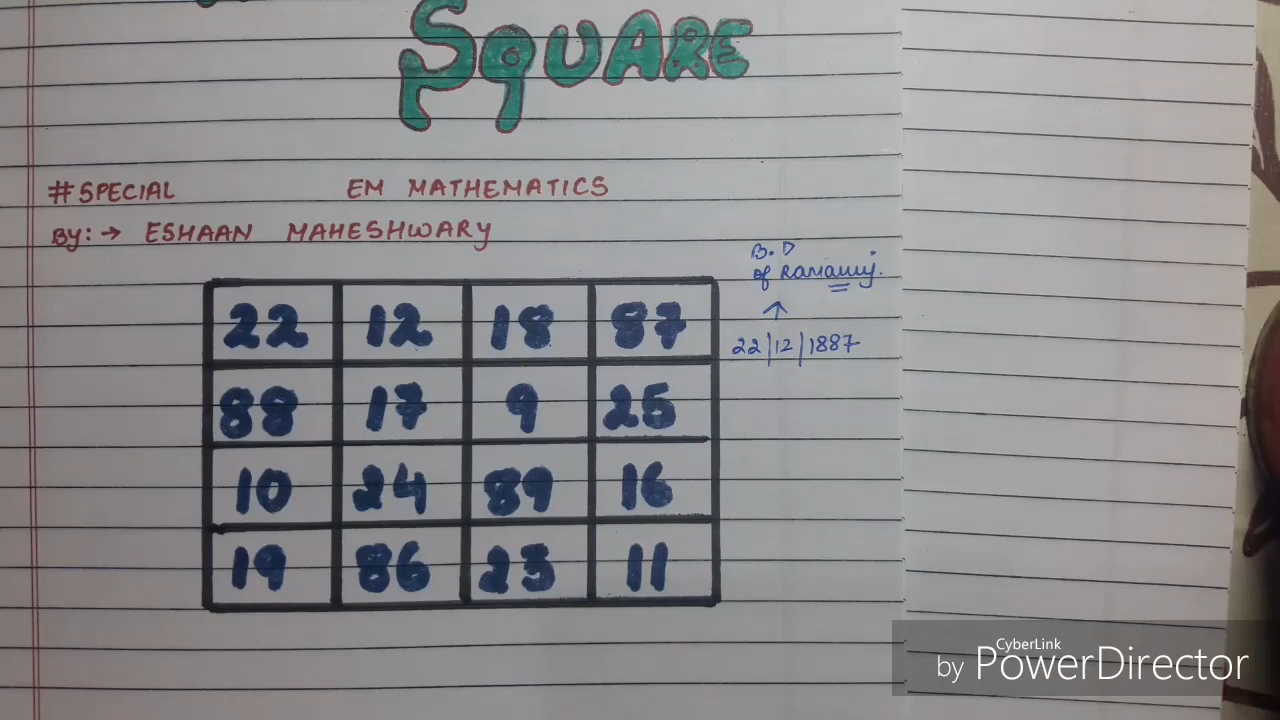 SQUARE
#SPECIAL EM MATHEMATICS
BY:→ ESHAAN MAHESHWARY
B.D
of Ramanuj.
↑
22|12|1887
22 12 18 87
88 17 9 25
10 24 89 16
19 86 23 11
CyberLink
by PowerDirector